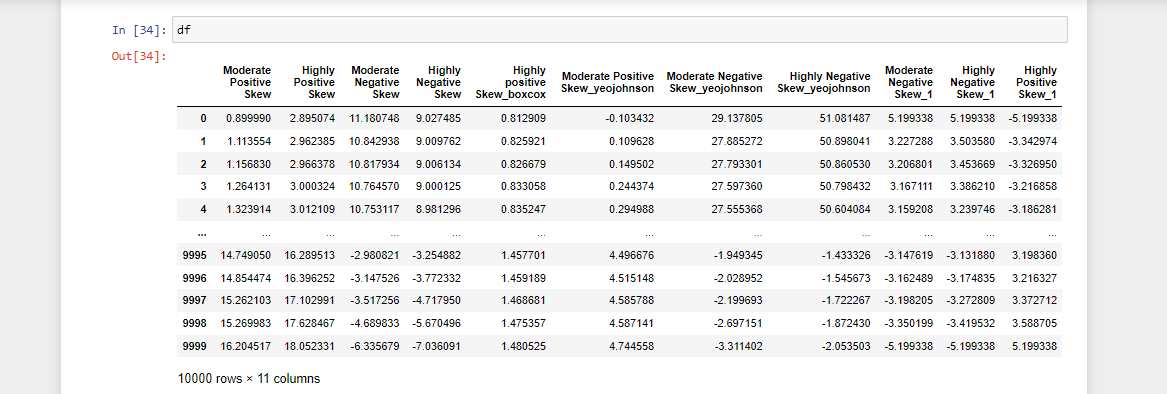 In [34]: df
Out[34]:
Moderate Positive Skew Highly Positive Skew Moderate Negative Skew Highly Negative Skew Highly positive Skew_boxcox Moderate Positive Skew_yeojohnson Moderate Negative Skew_yeojohnson Highly Negative Skew_yeojohnson Moderate Negative Skew_1 Highly Negative Skew_1 Highly Positive Skew_1
0 0.899990 2.895074 11.180748 9.027485 0.812909 -0.103432 29.137805 51.081487 5.199338 5.199338 -5.199338
1 1.113554 2.962385 10.842938 9.009762 0.825921 0.109628 27.885272 50.898041 3.227288 3.503580 -3.342974
2 1.156830 2.966378 10.817934 9.006134 0.826679 0.149502 27.793301 50.860530 3.206801 3.453669 -3.326950
3 1.264131 3.000324 10.764570 9.000125 0.833058 0.244374 27.597360 50.798432 3.167111 3.386210 -3.216858
4 1.323914 3.012109 10.753117 8.981296 0.835247 0.294988 27.555368 50.604084 3.159208 3.239746 -3.186281
... ... ... ... ... ... ... ... ... ... ... ...
9995 14.749050 16.289513 -2.980821 -3.254882 1.457701 4.496676 -1.949345 -1.433326 -3.147619 -3.131880 3.198360
9996 14.854474 16.396252 -3.147526 -3.772332 1.459189 4.515148 -2.028952 -1.545673 -3.162489 -3.174835 3.216327
9997 15.262103 17.102991 -3.517256 -4.717950 1.468681 4.585788 -2.199693 -1.722267 -3.198205 -3.272809 3.372712
9998 15.269983 17.628467 -4.689833 -5.670496 1.475357 4.587141 -2.697151 -1.872430 -3.350199 -3.419532 3.588705
9999 16.204517 18.052331 -6.335679 -7.036091 1.480525 4.744558 -3.311402 -2.053503 -5.199338 -5.199338 5.199338
10000 rows × 11 columns